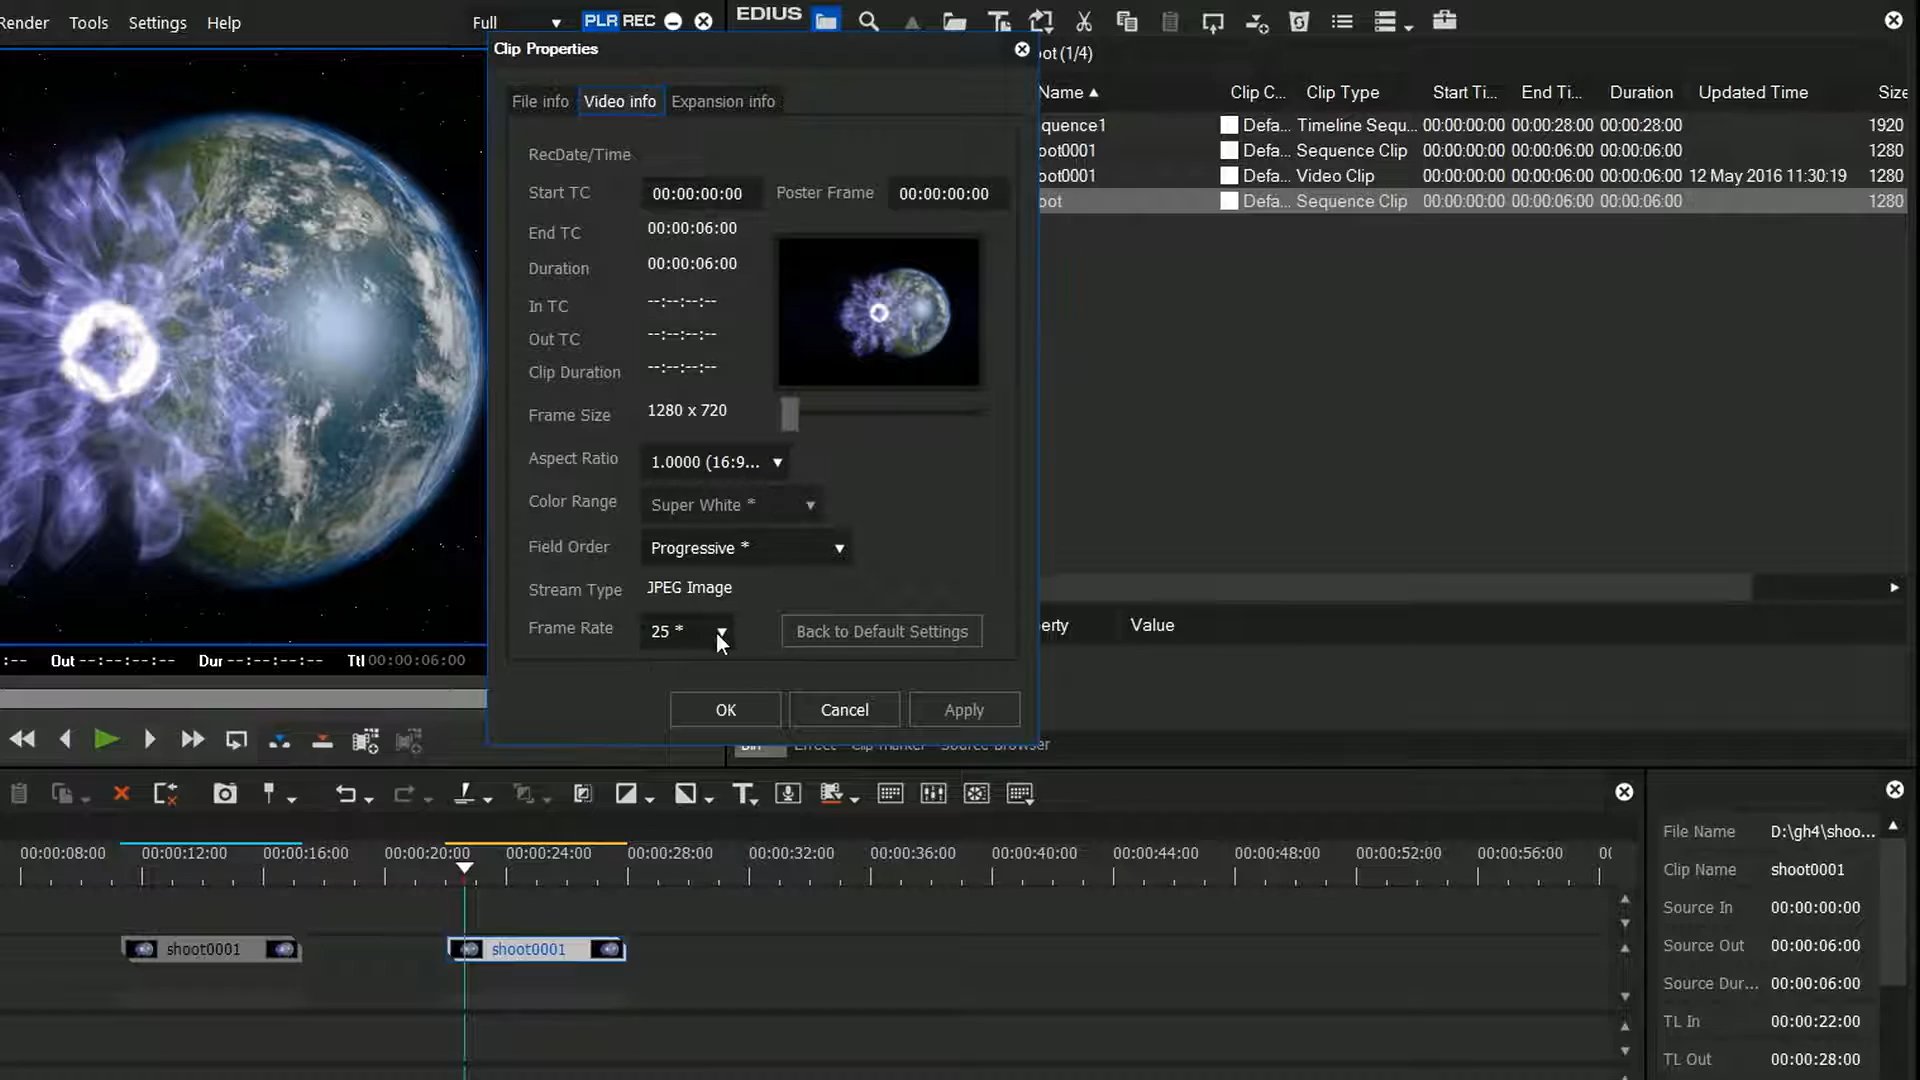 Render Tools Settings Help
Full PLR REC
EDIUS
Clip Properties
oot (1/4)
File info Video info Expansion info
Name Clip C... Clip Type Start Ti... End Ti... Duration Updated Time Size
quence1 Defa... Timeline Sequ... 00:00:00:00 00:00:28:00 00:00:28:00 1920
oot0001 Defa... Sequence Clip 00:00:00:00 00:00:06:00 00:00:06:00 1280
oot0001 Defa... Video Clip 00:00:00:00 00:00:06:00 00:00:06:00 12 May 2016 11:30:19 1280
oot Defa... Sequence Clip 00:00:00:00 00:00:06:00 00:00:06:00 1280
RecDate/Time
Start TC 00:00:00:00 Poster Frame 00:00:00:00
End TC 00:00:06:00
Duration 00:00:06:00
In TC --:--:--:--
Out TC --:--:--:--
Clip Duration --:--:--:--
Frame Size 1280 x 720
Aspect Ratio 1.0000 (16:9...
Color Range Super White *
Field Order Progressive *
Stream Type JPEG Image
Frame Rate 25 * Back to Default Settings
OK Cancel Apply
erty Value
:-- Out --:--:--:-- Dur --:--:--:-- Ttl 00:00:06:00
Bin Effect Clip marker Source Browser
00:00:08:00 00:00:12:00 00:00:16:00 00:00:20:00 00:00:24:00 00:00:28:00 00:00:32:00 00:00:36:00 00:00:40:00 00:00:44:00 00:00:48:00 00:00:52:00 00:00:56:00 00
shoot0001 shoot0001
File Name D:\gh4\shoo...
Clip Name shoot0001
Source In 00:00:00:00
Source Out 00:00:06:00
Source Dur... 00:00:06:00
TL In 00:00:22:00
TL Out 00:00:28:00